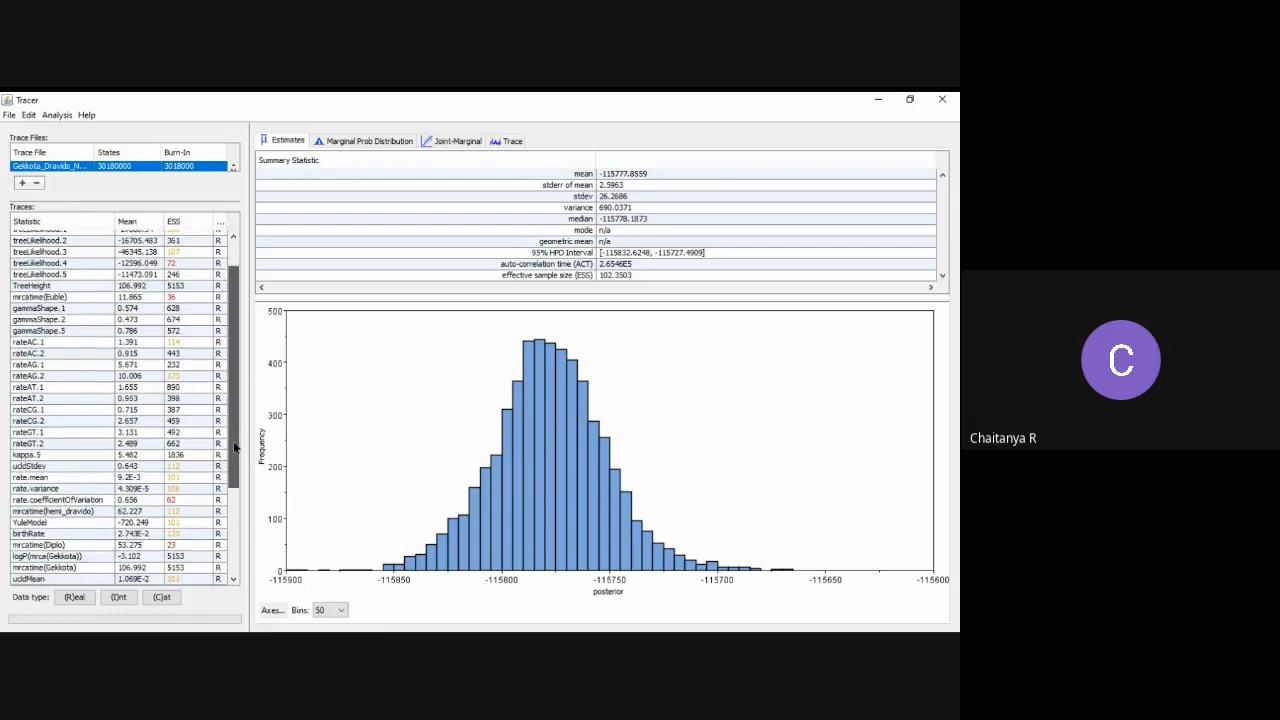 Tracer
File Edit Analysis Help
Trace Files:
Trace File States Burn-In
Gekkota_Dravids_N... 30180000 3018000
+ −
Traces:
Statistic Mean ESS ...
treeLikelihood.2 -16705.483 361 R
treeLikelihood.3 -46345.138 107 R
treeLikelihood.4 -12596.049 72 R
treeLikelihood.5 -11473.091 246 R
TreeHeight 106.992 5153 R
mrcatime(Euble) 11.865 36 R
gammaShape.1 0.574 628 R
gammaShape.2 0.473 674 R
gammaShape.5 0.786 572 R
rateAC.1 1.391 114 R
rateAC.2 0.915 443 R
rateAG.1 5.671 232 R
rateAG.2 10.006 173 R
rateAT.1 1.655 890 R
rateAT.2 0.953 398 R
rateCG.1 0.715 387 R
rateCG.2 2.657 459 R
rateGT.1 3.131 492 R
rateGT.2 2.489 662 R
kappa.5 5.482 1836 R
ucldStdev 0.643 112 R
rate.mean 9.2E-3 101 R
rate.variance 4.309E-5 R
rate.coefficientOfVariation 0.656 62 R
mrcatime(hemi_dravido) 62.227 112 R
YuleModel -720.249 101 R
birthRate 2.743E-2 133 R
mrcatime(Diplo) 53.275 23 R
logP(mrca(Gekkota)) -3.102 5153 R
mrcatime(Gekkota) 106.992 5153 R
ucldMean 1.069E-2 101 R
Data type: (R)eal (I)nt (C)at
Estimates Marginal Prob Distribution Joint-Marginal Trace
Summary Statistic
mean -115777.8559
stderr of mean 2.5963
stdev 26.2686
variance 690.0371
median -115778.1873
mode n/a
geometric mean n/a
95% HPD Interval [-115832.6248, -115727.4909]
auto-correlation time (ACT) 2.6546E5
effective sample size (ESS) 102.3503
500
400
300
200
100
0
Frequency
-115900 -115850 -115800 -115750 -115700 -115650 -115600
posterior
Axes... Bins: 50
C
Chaitanya R